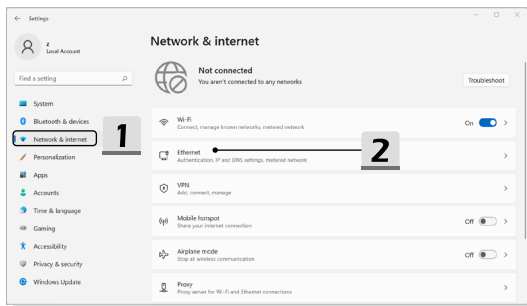 Settings
z
Local Account
Find a setting
System
Bluetooth & devices
Network & internet
Personalization
Apps
Accounts
Time & language
Gaming
Accessibility
Privacy & security
Windows Update
1
Network & internet
Not connected
You aren't connected to any networks
Troubleshoot
Wi-Fi
Connect, manage known networks, metered network
On
Ethernet
Authentication, IP and DNS settings, metered network
2
VPN
Add, connect, manage
Mobile hotspot
Share your internet connection
Off
Airplane mode
Stop all wireless communication
Off
Proxy
Proxy server for Wi-Fi and Ethernet connections